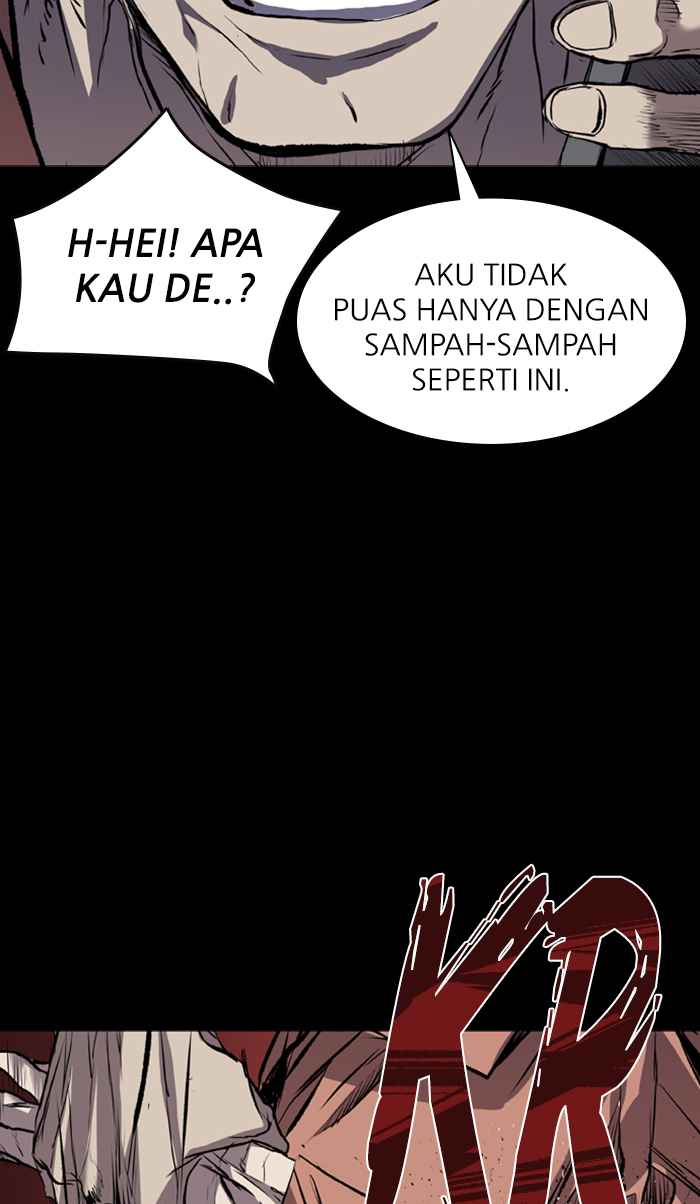 H-HEI! APA
KAU DE..?
AKU TIDAK
PUAS HANYA DENGAN
SAMPAH-SAMPAH
SEPERTI INI.
KR